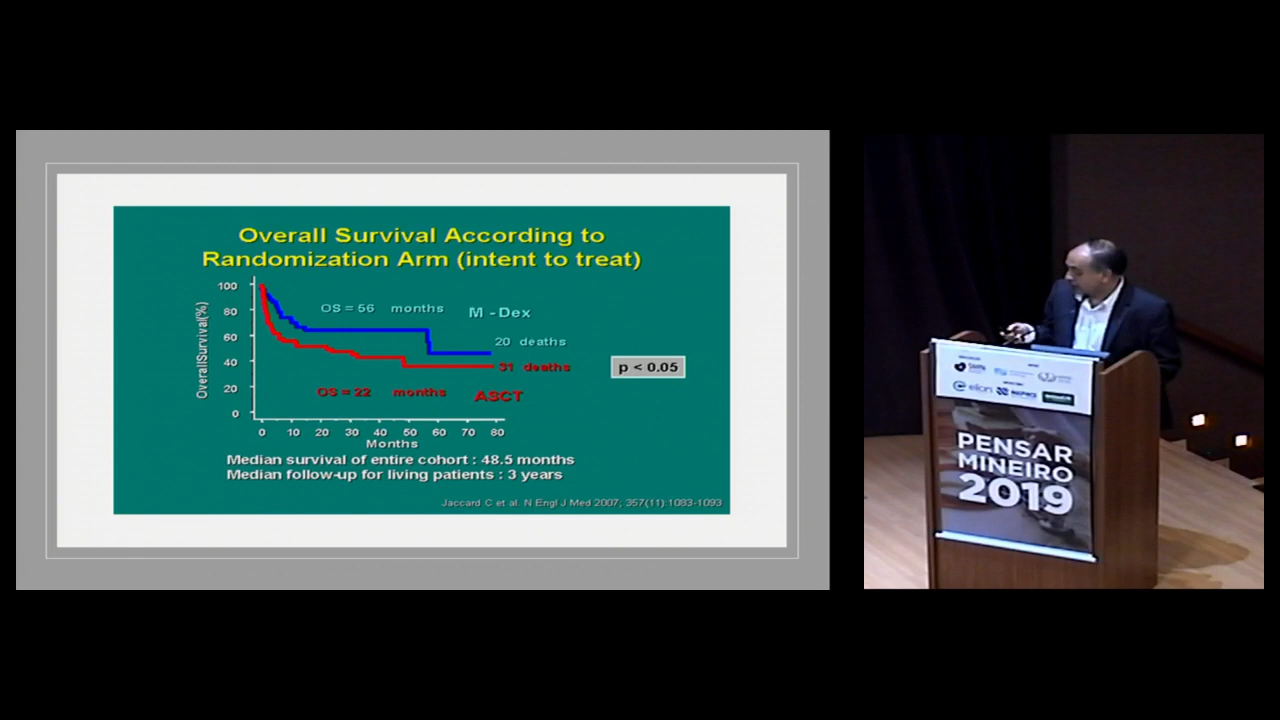 Overall Survival According to
Randomization Arm (intent to treat)
OverallSurvival(%)
100
80
60
40
20
0
OS = 56 months
M -Dex
20 deaths
31 deaths
OS = 22 months
ASCT
p < 0.05
0 10 20 30 40 50 60 70 80
Months
Median survival of entire cohort : 48.5 months
Median follow-up for living patients : 3 years
Jaccard C et al. N Engl J Med 2007; 357(11):1083-1093
elion
PENSAR
MINEIRO
2019